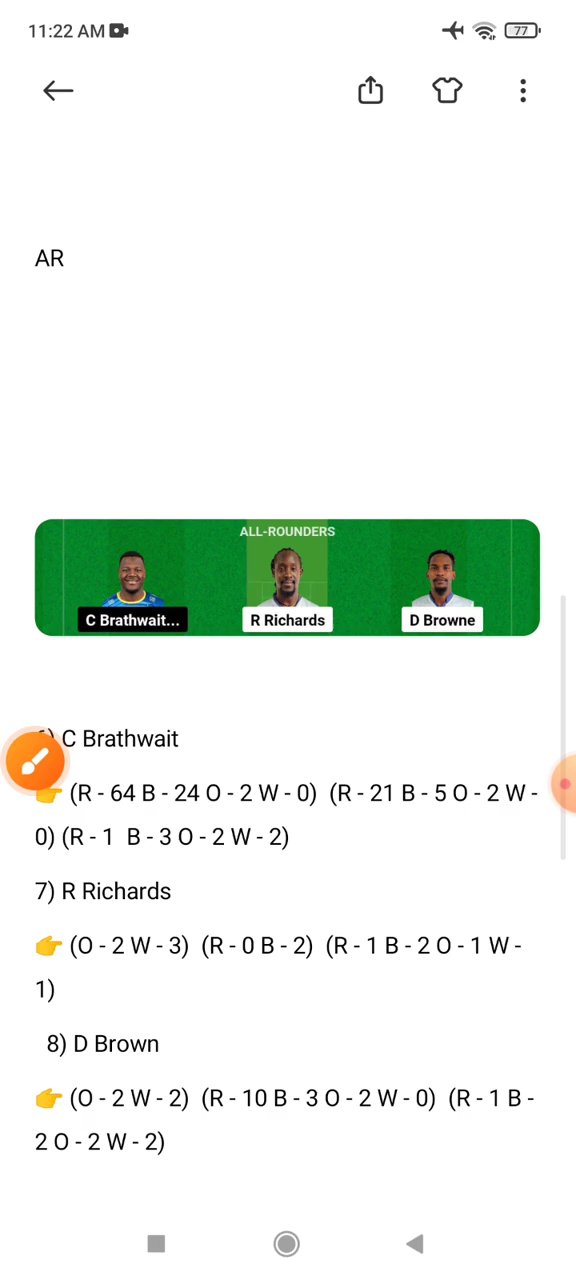 11:22 AM
77
AR
ALL-ROUNDERS
C Brathwait...
R Richards
D Browne
) C Brathwait
(R - 64 B - 24 O - 2 W - 0) (R - 21 B - 5 O - 2 W -
0) (R - 1 B - 3 O - 2 W - 2)
7) R Richards
👉 (O - 2 W - 3) (R - 0 B - 2) (R - 1 B - 2 O - 1 W -
1)
8) D Brown
👉 (O - 2 W - 2) (R - 10 B - 3 O - 2 W - 0) (R - 1 B -
2 O - 2 W - 2)